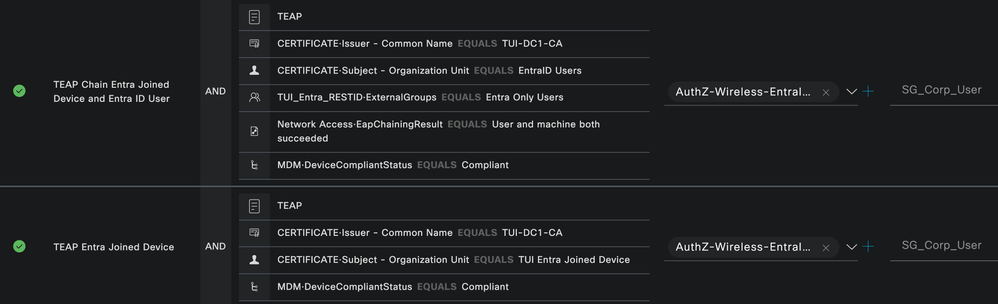 TEAP
CERTIFICATE·Issuer - Common Name EQUALS TUI-DC1-CA
CERTIFICATE·Subject - Organization Unit EQUALS EntraID Users
TEAP Chain Entra Joined
Device and Entra ID User
AND
TUI_Entra_RESTID·ExternalGroups EQUALS Entra Only Users
Network Access·EapChainingResult EQUALS User and machine both
succeeded
MDM·DeviceCompliantStatus EQUALS Compliant
AuthZ-Wireless-EntraI...
SG_Corp_User
TEAP
CERTIFICATE·Issuer - Common Name EQUALS TUI-DC1-CA
TEAP Entra Joined Device
AND
CERTIFICATE·Subject - Organization Unit EQUALS TUI Entra Joined Device
MDM·DeviceCompliantStatus EQUALS Compliant
AuthZ-Wireless-EntraI...
SG_Corp_User